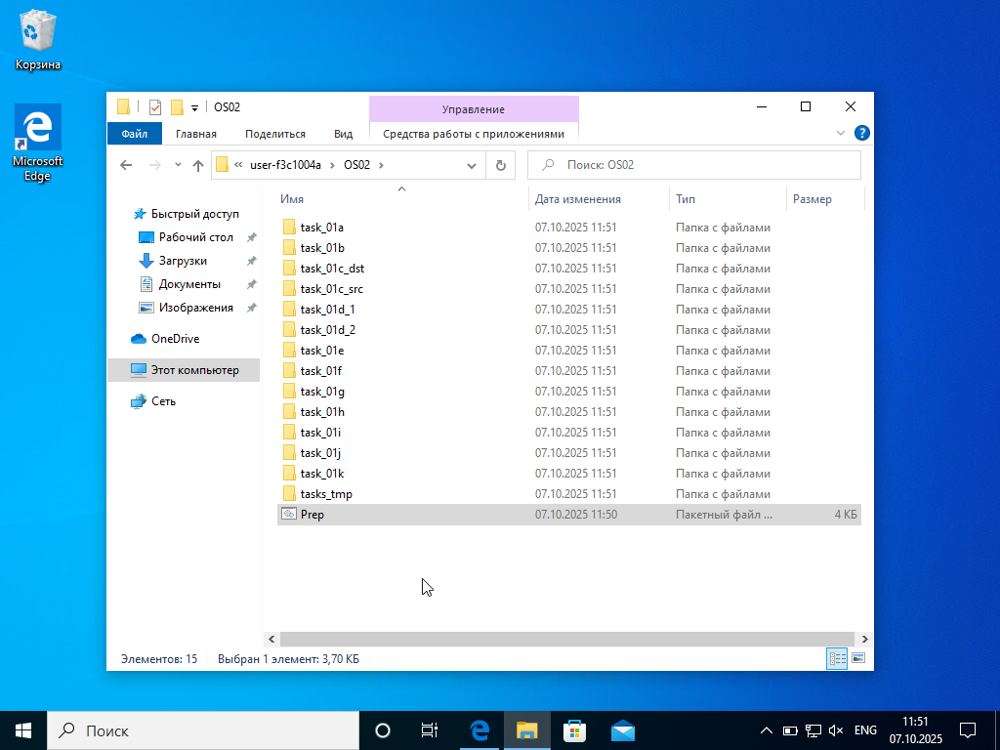 Корзина
Microsoft
Edge
OS02
Управление
Файл
Главная
Поделиться
Вид
Средства работы с приложениями
« user-f3c1004a › OS02 ›
Поиск: OS02
Имя
Дата изменения
Тип
Размер
Быстрый доступ
Рабочий стол
Загрузки
Документы
Изображения
OneDrive
Этот компьютер
Сеть
task_01a 07.10.2025 11:51 Папка с файлами
task_01b 07.10.2025 11:51 Папка с файлами
task_01c_dst 07.10.2025 11:51 Папка с файлами
task_01c_src 07.10.2025 11:51 Папка с файлами
task_01d_1 07.10.2025 11:51 Папка с файлами
task_01d_2 07.10.2025 11:51 Папка с файлами
task_01e 07.10.2025 11:51 Папка с файлами
task_01f 07.10.2025 11:51 Папка с файлами
task_01g 07.10.2025 11:51 Папка с файлами
task_01h 07.10.2025 11:51 Папка с файлами
task_01i 07.10.2025 11:51 Папка с файлами
task_01j 07.10.2025 11:51 Папка с файлами
task_01k 07.10.2025 11:51 Папка с файлами
tasks_tmp 07.10.2025 11:51 Папка с файлами
Prep 07.10.2025 11:50 Пакетный файл ... 4 КБ
Элементов: 15
Выбран 1 элемент: 3,70 КБ
Поиск
ENG
11:51
07.10.2025